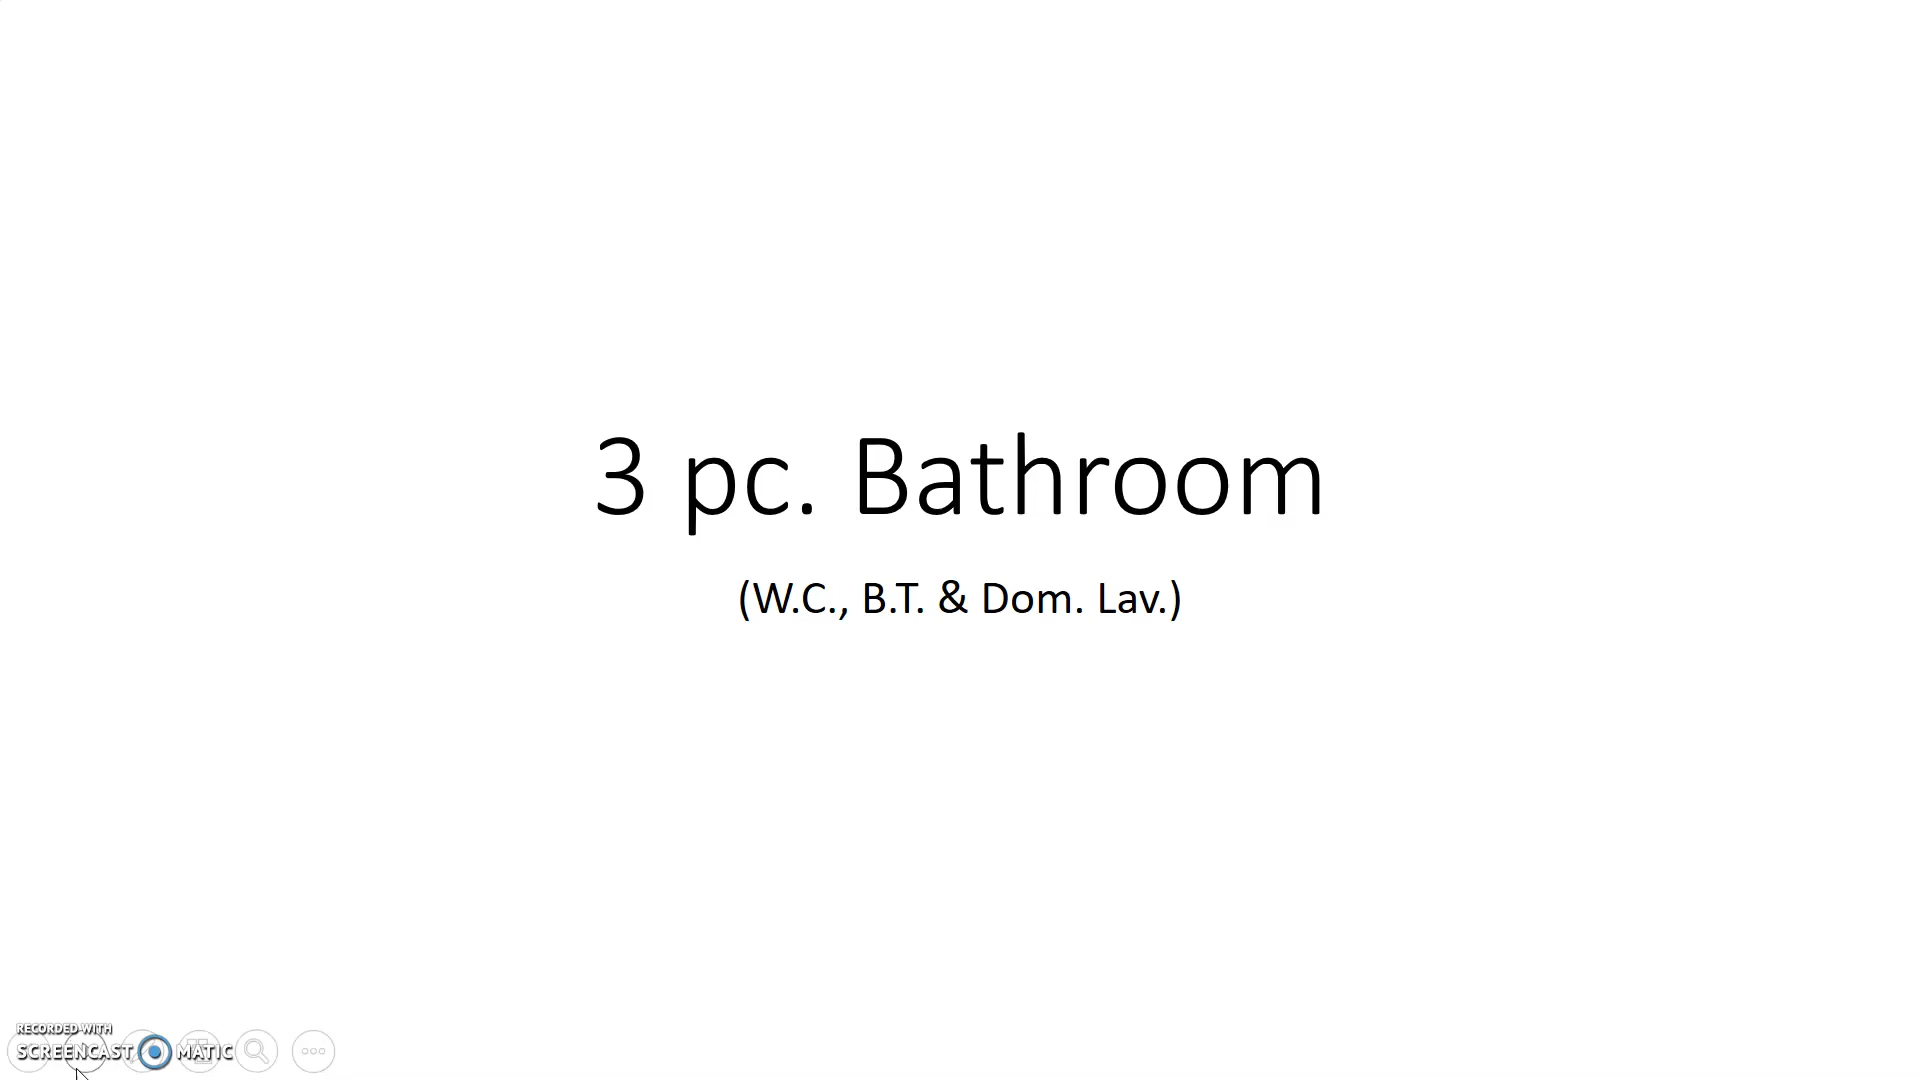 3 pc. Bathroom
(W.C., B.T. & Dom. Lav.)
RECORDED WITH
SCREENCAST MATIC